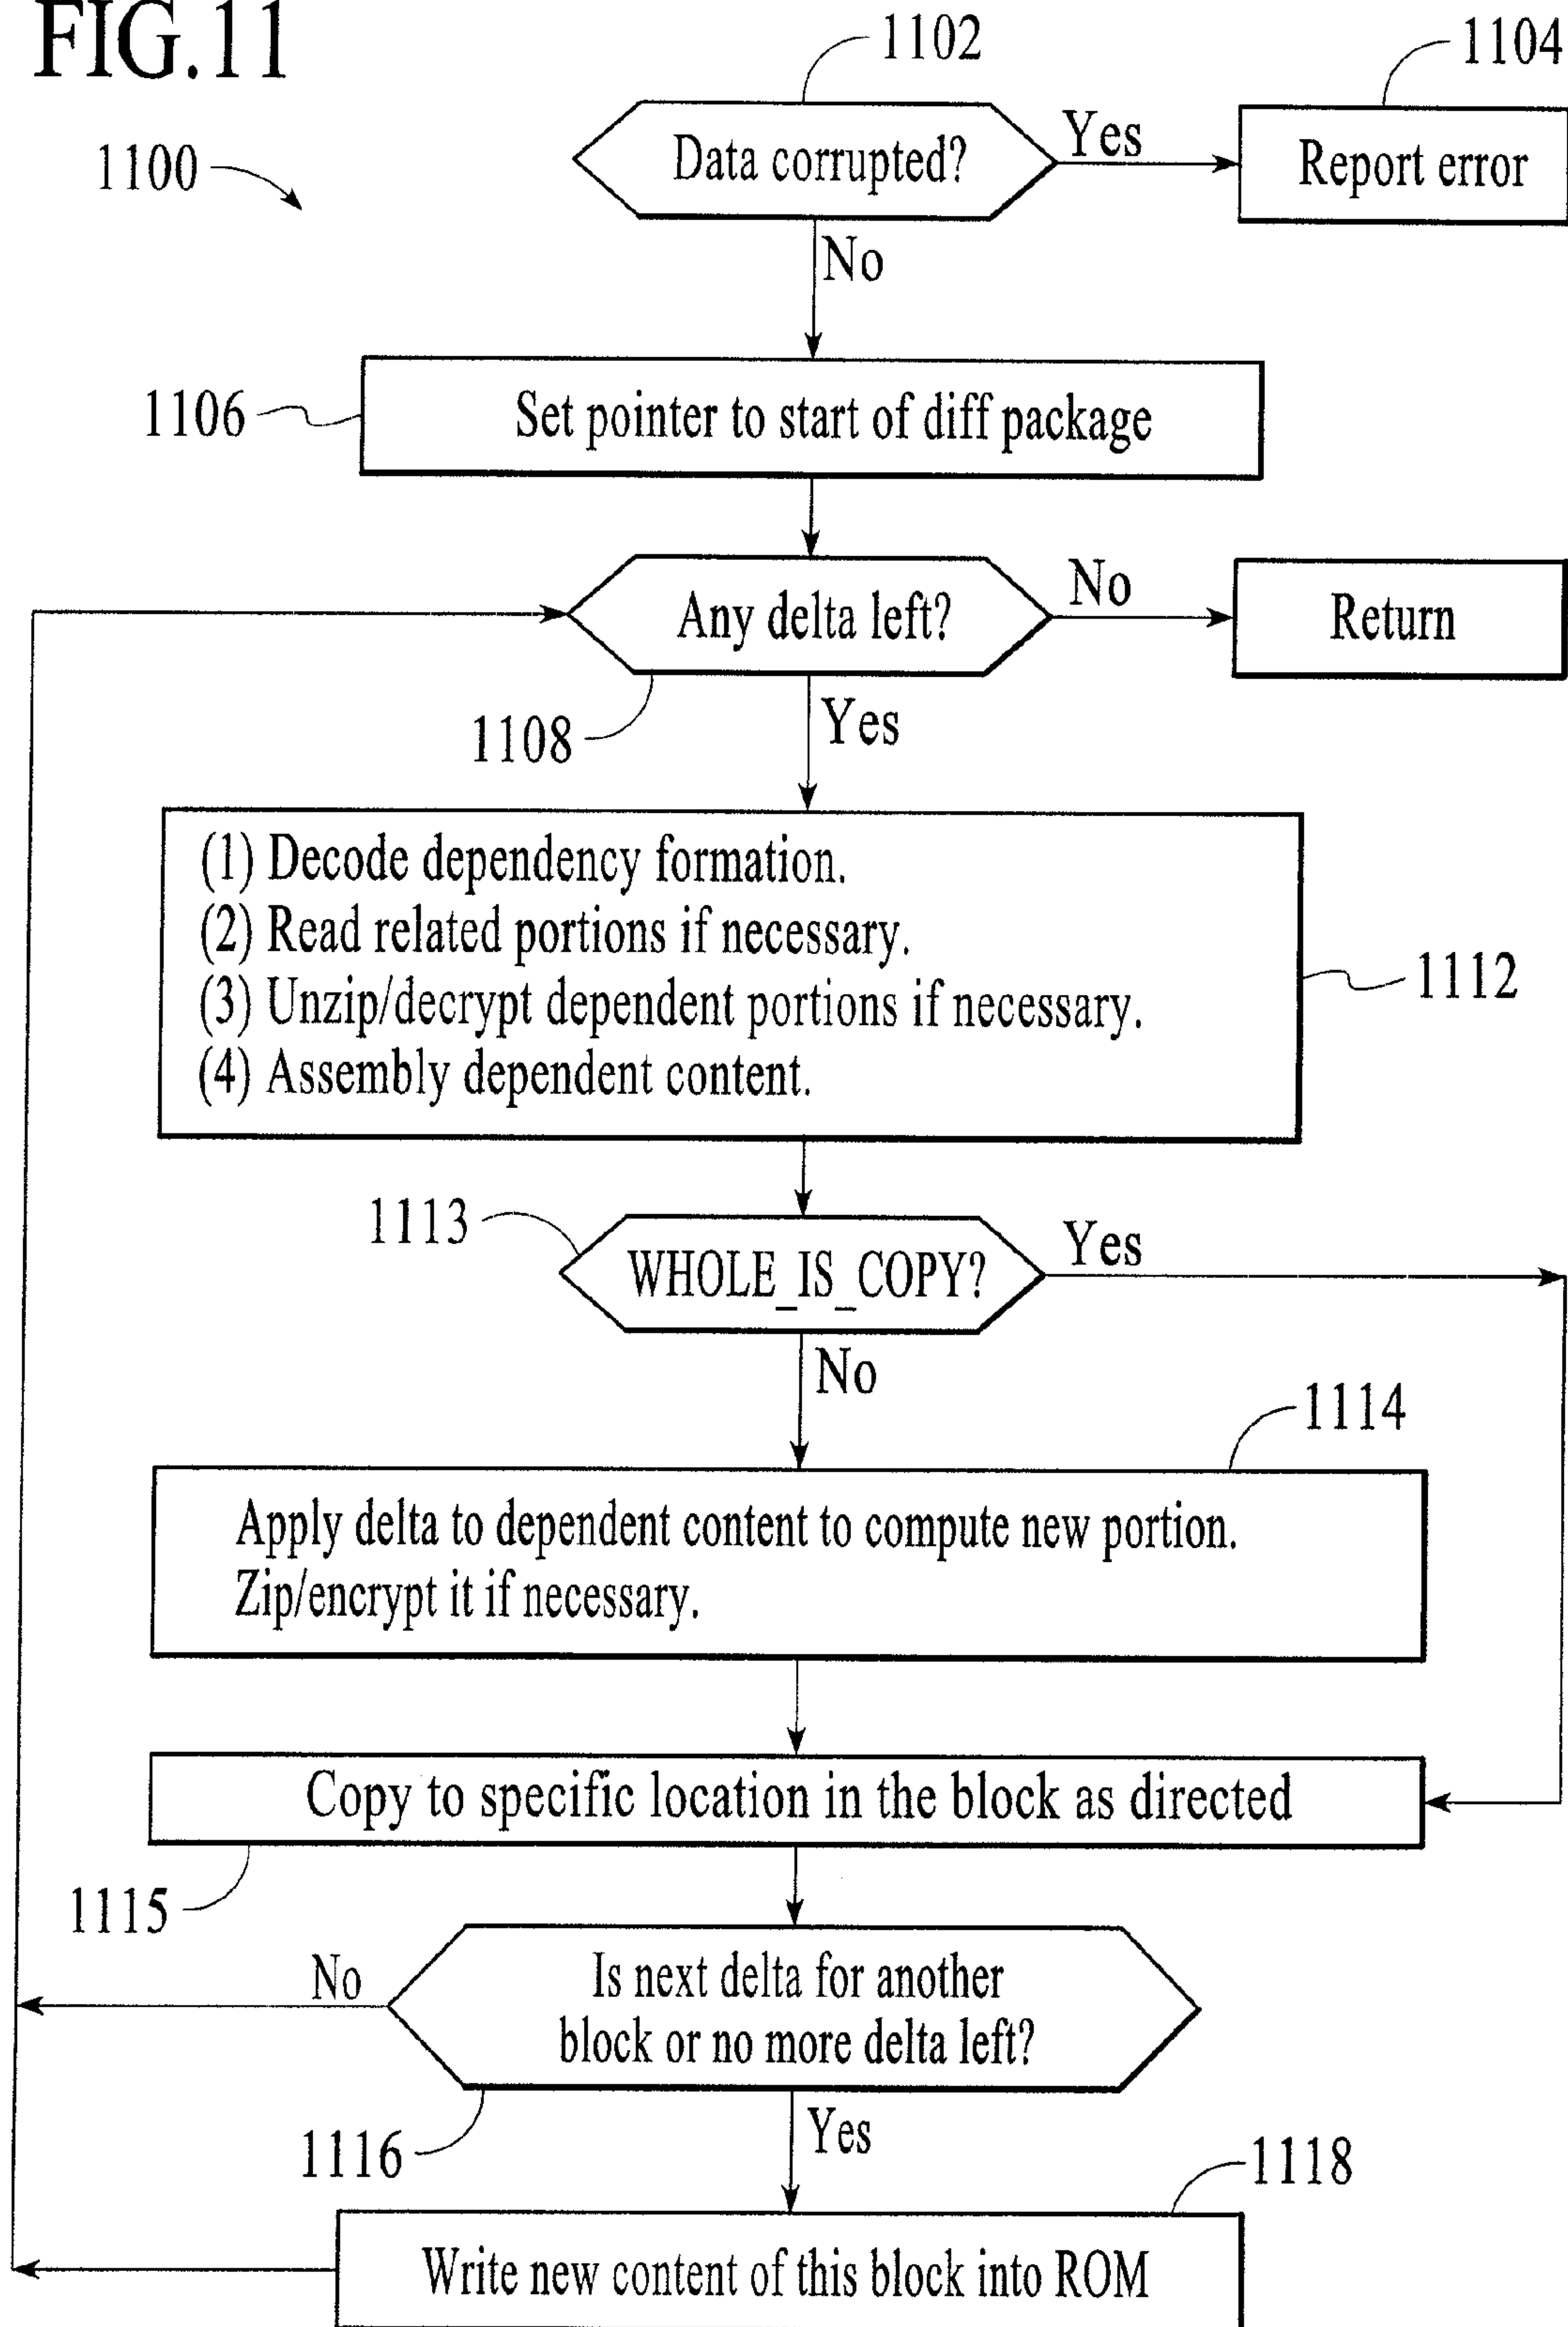 FIG.11
1102
1104
1100
Data corrupted?
Yes
Report error
No
1106
Set pointer to start of diff package
Any delta left?
No
Return
1108
Yes
(1) Decode dependency formation.
(2) Read related portions if necessary.
(3) Unzip/decrypt dependent portions if necessary.
(4) Assembly dependent content.
1112
1113
WHOLE_IS_COPY?
Yes
No
1114
Apply delta to dependent content to compute new portion.
Zip/encrypt it if necessary.
Copy to specific location in the block as directed
1115
No
Is next delta for another
block or no more delta left?
1116
Yes
1118
Write new content of this block into ROM